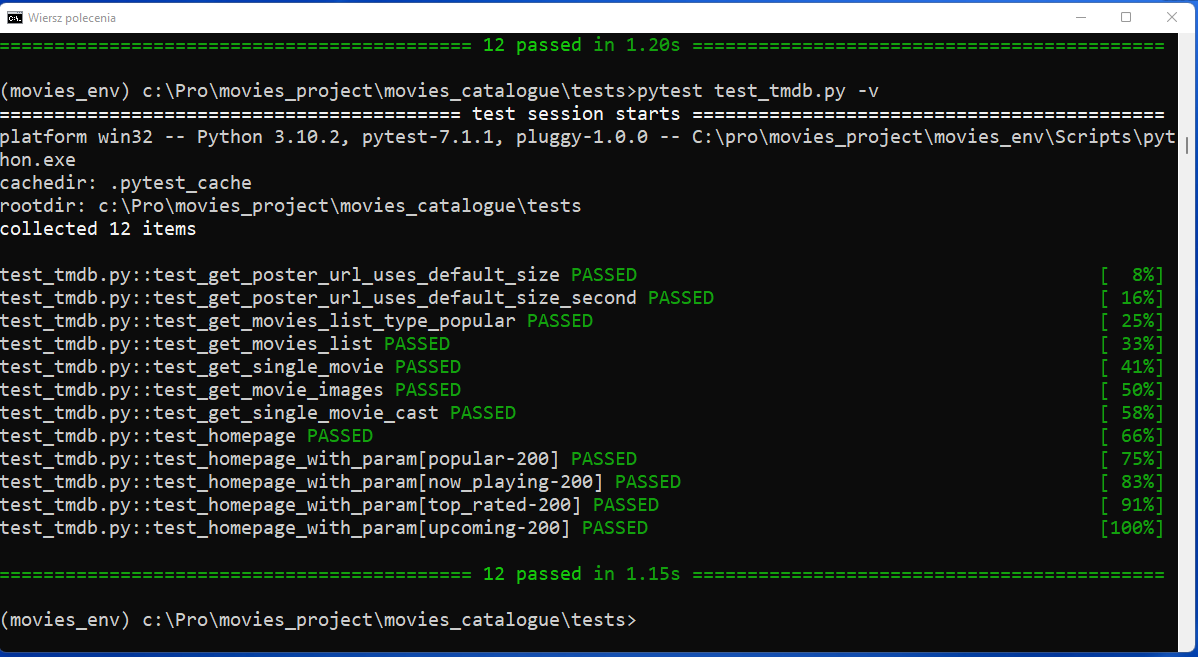 Wiersz polecenia
========================================== 12 passed in 1.20s ===========================================
(movies_env) c:\Pro\movies_project\movies_catalogue\tests>pytest test_tmdb.py -v
========================================== test session starts ===========================================
platform win32 -- Python 3.10.2, pytest-7.1.1, pluggy-1.0.0 -- C:\pro\movies_project\movies_env\Scripts\pyt
hon.exe
cachedir: .pytest_cache
rootdir: c:\Pro\movies_project\movies_catalogue\tests
collected 12 items
test_tmdb.py::test_get_poster_url_uses_default_size PASSED [  8%]
test_tmdb.py::test_get_poster_url_uses_default_size_second PASSED [ 16%]
test_tmdb.py::test_get_movies_list_type_popular PASSED [ 25%]
test_tmdb.py::test_get_movies_list PASSED [ 33%]
test_tmdb.py::test_get_single_movie PASSED [ 41%]
test_tmdb.py::test_get_movie_images PASSED [ 50%]
test_tmdb.py::test_get_single_movie_cast PASSED [ 58%]
test_tmdb.py::test_homepage PASSED [ 66%]
test_tmdb.py::test_homepage_with_param[popular-200] PASSED [ 75%]
test_tmdb.py::test_homepage_with_param[now_playing-200] PASSED [ 83%]
test_tmdb.py::test_homepage_with_param[top_rated-200] PASSED [ 91%]
test_tmdb.py::test_homepage_with_param[upcoming-200] PASSED [100%]
=========================================== 12 passed in 1.15s ===========================================
(movies_env) c:\Pro\movies_project\movies_catalogue\tests>